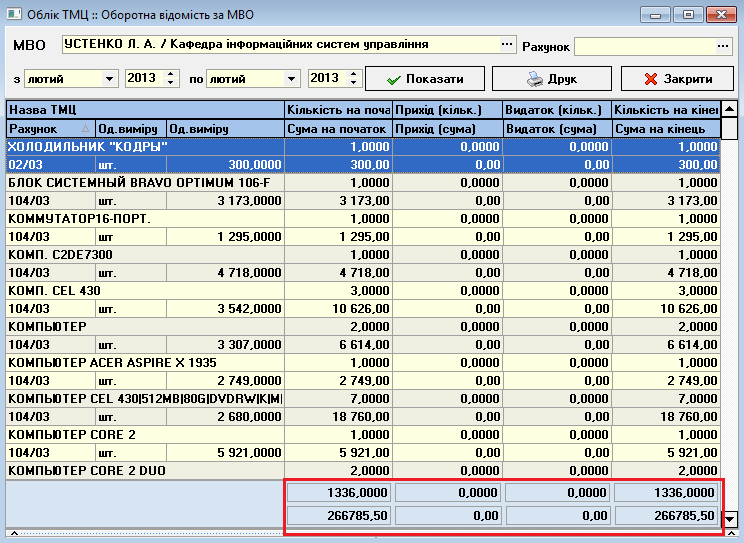 Облік ТМЦ :: Оборотна відомість за МВО
МВО УСТЕНКО Л. А. / Кафедра інформаційних систем управління ... Рахунок ...
з лютий 2013 по лютий 2013 Показати Друк Закрити
Назва ТМЦ Кількість на поча Прихід (кільк.) Видаток (кільк.) Кількість на кінец
Рахунок Од.виміру Од.виміру Сума на початок Прихід (сума) Видаток (сума) Сума на кінець
ХОЛОДИЛЬНИК "КОДРЫ" 1,0000 0,0000 0,0000 1,0000
02/03 шт. 300,0000 300,00 0,00 0,00 300,00
БЛОК СИСТЕМНЫЙ BRAVO OPTIMUM 106-F 1,0000 0,0000 0,0000 1,0000
104/03 шт. 3 173,0000 3 173,00 0,00 0,00 3 173,00
КОММУТАТОР16-ПОРТ. 1,0000 0,0000 0,0000 1,0000
104/03 шт 1 295,0000 1 295,00 0,00 0,00 1 295,00
КОМП. C2DE7300 1,0000 0,0000 0,0000 1,0000
104/03 шт. 4 718,0000 4 718,00 0,00 0,00 4 718,00
КОМП. CEL 430 3,0000 0,0000 0,0000 3,0000
104/03 шт. 3 542,0000 10 626,00 0,00 0,00 10 626,00
КОМПЬЮТЕР 2,0000 0,0000 0,0000 2,0000
104/03 шт. 3 307,0000 6 614,00 0,00 0,00 6 614,00
КОМПЬЮТЕР ACER ASPIRE X 1935 1,0000 0,0000 0,0000 1,0000
104/03 шт. 2 749,0000 2 749,00 0,00 0,00 2 749,00
КОМПЬЮТЕР CEL 430|512MB|80G|DVDRW|K|M| 7,0000 0,0000 0,0000 7,0000
104/03 шт. 2 680,0000 18 760,00 0,00 0,00 18 760,00
КОМПЬЮТЕР CORE 2 1,0000 0,0000 0,0000 1,0000
104/03 шт. 5 921,0000 5 921,00 0,00 0,00 5 921,00
КОМПЬЮТЕР CORE 2 DUO 2,0000 0,0000 0,0000 2,0000
1336,0000 0,0000 0,0000 1336,0000
266785,50 0,00 0,00 266785,50